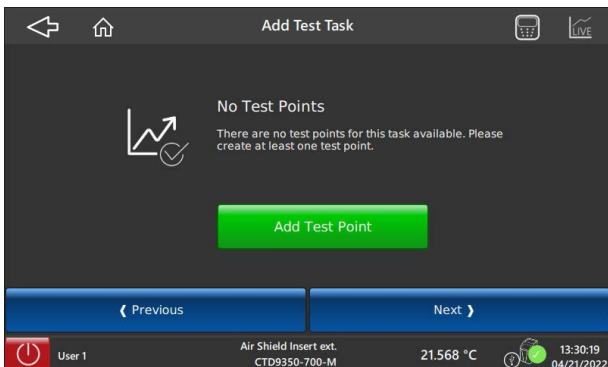 Add Test Task
LIVE
No Test Points
There are no test points for this task available. Please
create at least one test point.
Add Test Point
❰ Previous
Next ❱
User 1
Air Shield Insert ext.
CTD9350-700-M
21.568 °C
13:30:19
04/21/2022